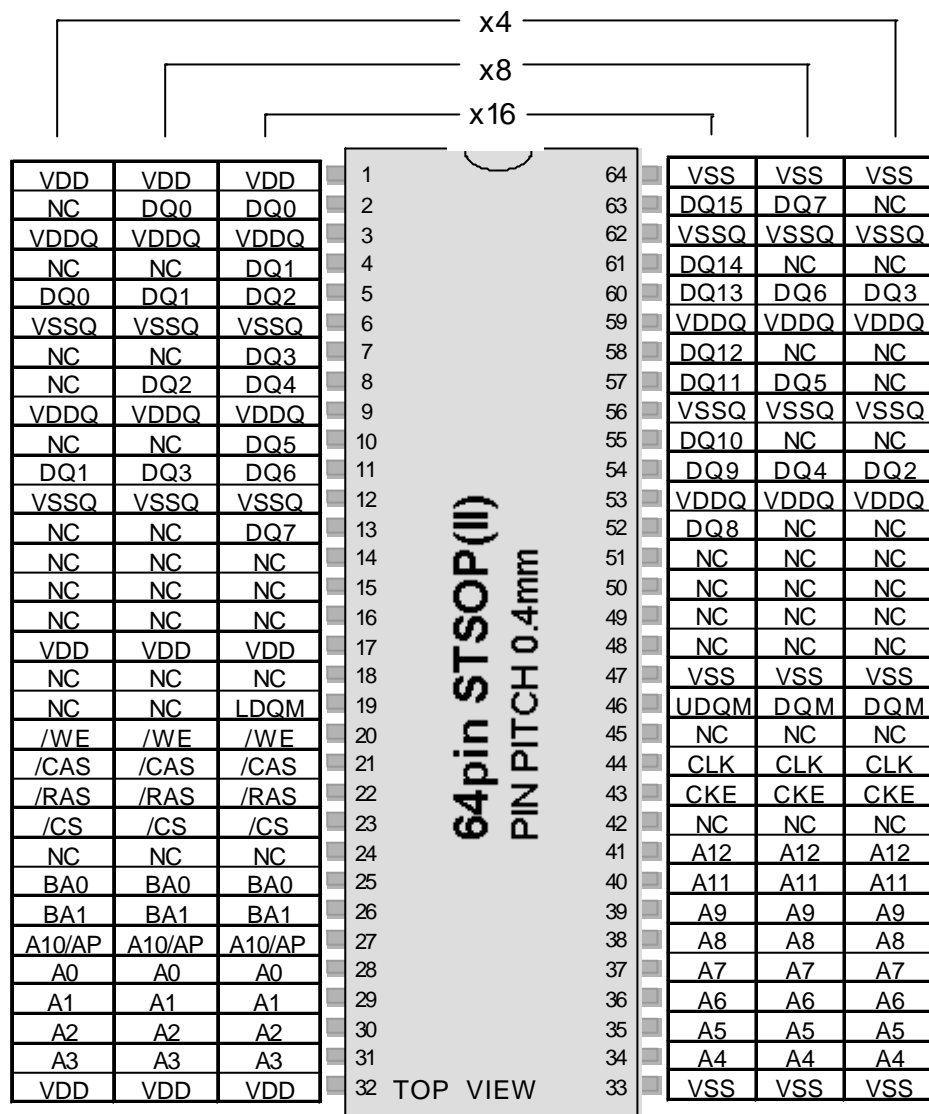 x4
x8
x16
VDD VDD VDD 1 64 VSS VSS VSS
NC DQ0 DQ0 2 63 DQ15 DQ7 NC
VDDQ VDDQ VDDQ 3 62 VSSQ VSSQ VSSQ
NC NC DQ1 4 61 DQ14 NC NC
DQ0 DQ1 DQ2 5 60 DQ13 DQ6 DQ3
VSSQ VSSQ VSSQ 6 59 VDDQ VDDQ VDDQ
NC NC DQ3 7 58 DQ12 NC NC
NC DQ2 DQ4 8 57 DQ11 DQ5 NC
VDDQ VDDQ VDDQ 9 56 VSSQ VSSQ VSSQ
NC NC DQ5 10 55 DQ10 NC NC
DQ1 DQ3 DQ6 11 54 DQ9 DQ4 DQ2
VSSQ VSSQ VSSQ 12 53 VDDQ VDDQ VDDQ
NC NC DQ7 13 52 DQ8 NC NC
NC NC NC 14 51 NC NC NC
NC NC NC 15 50 NC NC NC
NC NC NC 16 49 NC NC NC
VDD VDD VDD 17 48 NC NC NC
NC NC NC 18 47 VSS VSS VSS
NC NC LDQM 19 46 UDQM DQM DQM
/WE /WE /WE 20 45 NC NC NC
/CAS /CAS /CAS 21 44 CLK CLK CLK
/RAS /RAS /RAS 22 43 CKE CKE CKE
/CS /CS /CS 23 42 NC NC NC
NC NC NC 24 41 A12 A12 A12
BA0 BA0 BA0 25 40 A11 A11 A11
BA1 BA1 BA1 26 39 A9 A9 A9
A10/AP A10/AP A10/AP 27 38 A8 A8 A8
A0 A0 A0 28 37 A7 A7 A7
A1 A1 A1 29 36 A6 A6 A6
A2 A2 A2 30 35 A5 A5 A5
A3 A3 A3 31 34 A4 A4 A4
VDD VDD VDD 32 TOP VIEW 33 VSS VSS VSS
64pin STSOP(II)
PIN PITCH 0.4mm